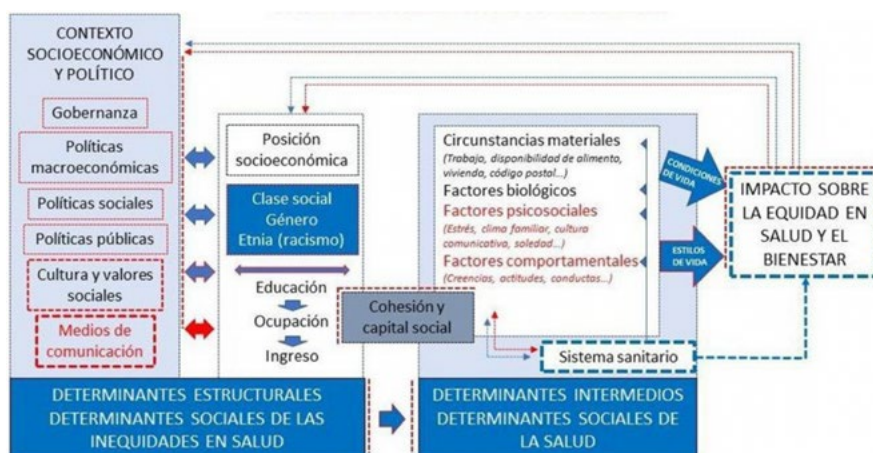 CONTEXTO
SOCIOECONÓMICO
Y POLÍTICO
Gobernanza
Políticas
macroeconómicas
Políticas sociales
Políticas públicas
Cultura y valores
sociales
Medios de
comunicación
Posición
socioeconómica
Clase social
Género
Etnia (racismo)
Educación
Ocupación
Ingreso
Cohesión y
capital social
Circunstancias materiales
(Trabajo, disponibilidad de alimento,
vivienda, código postal...)
Factores biológicos
Factores psicosociales
(Estrés, clima familiar, cultura
comunicativa, soledad...)
Factores comportamentales
(Creencias, actitudes, conductas...)
Sistema sanitario
CONDICIONES
DE VIDA
ESTILOS
DE VIDA
IMPACTO SOBRE
LA EQUIDAD EN
SALUD Y EL
BIENESTAR
DETERMINANTES ESTRUCTURALES
DETERMINANTES SOCIALES DE LAS
INEQUIDADES EN SALUD
DETERMINANTES INTERMEDIOS
DETERMINANTES SOCIALES DE
LA SALUD